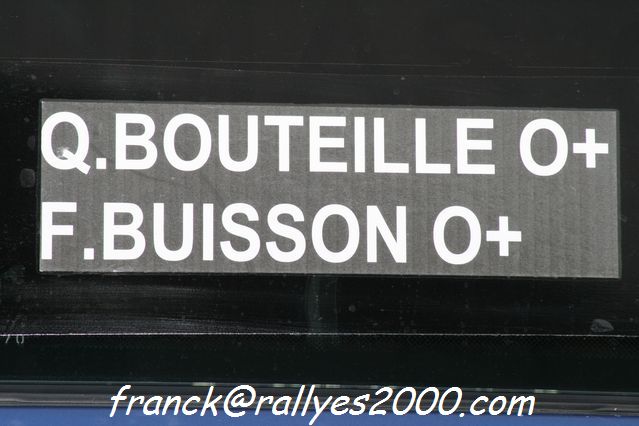 Q.BOUTEILLE O+
F.BUISSON O+
franck@rallyes2000.com